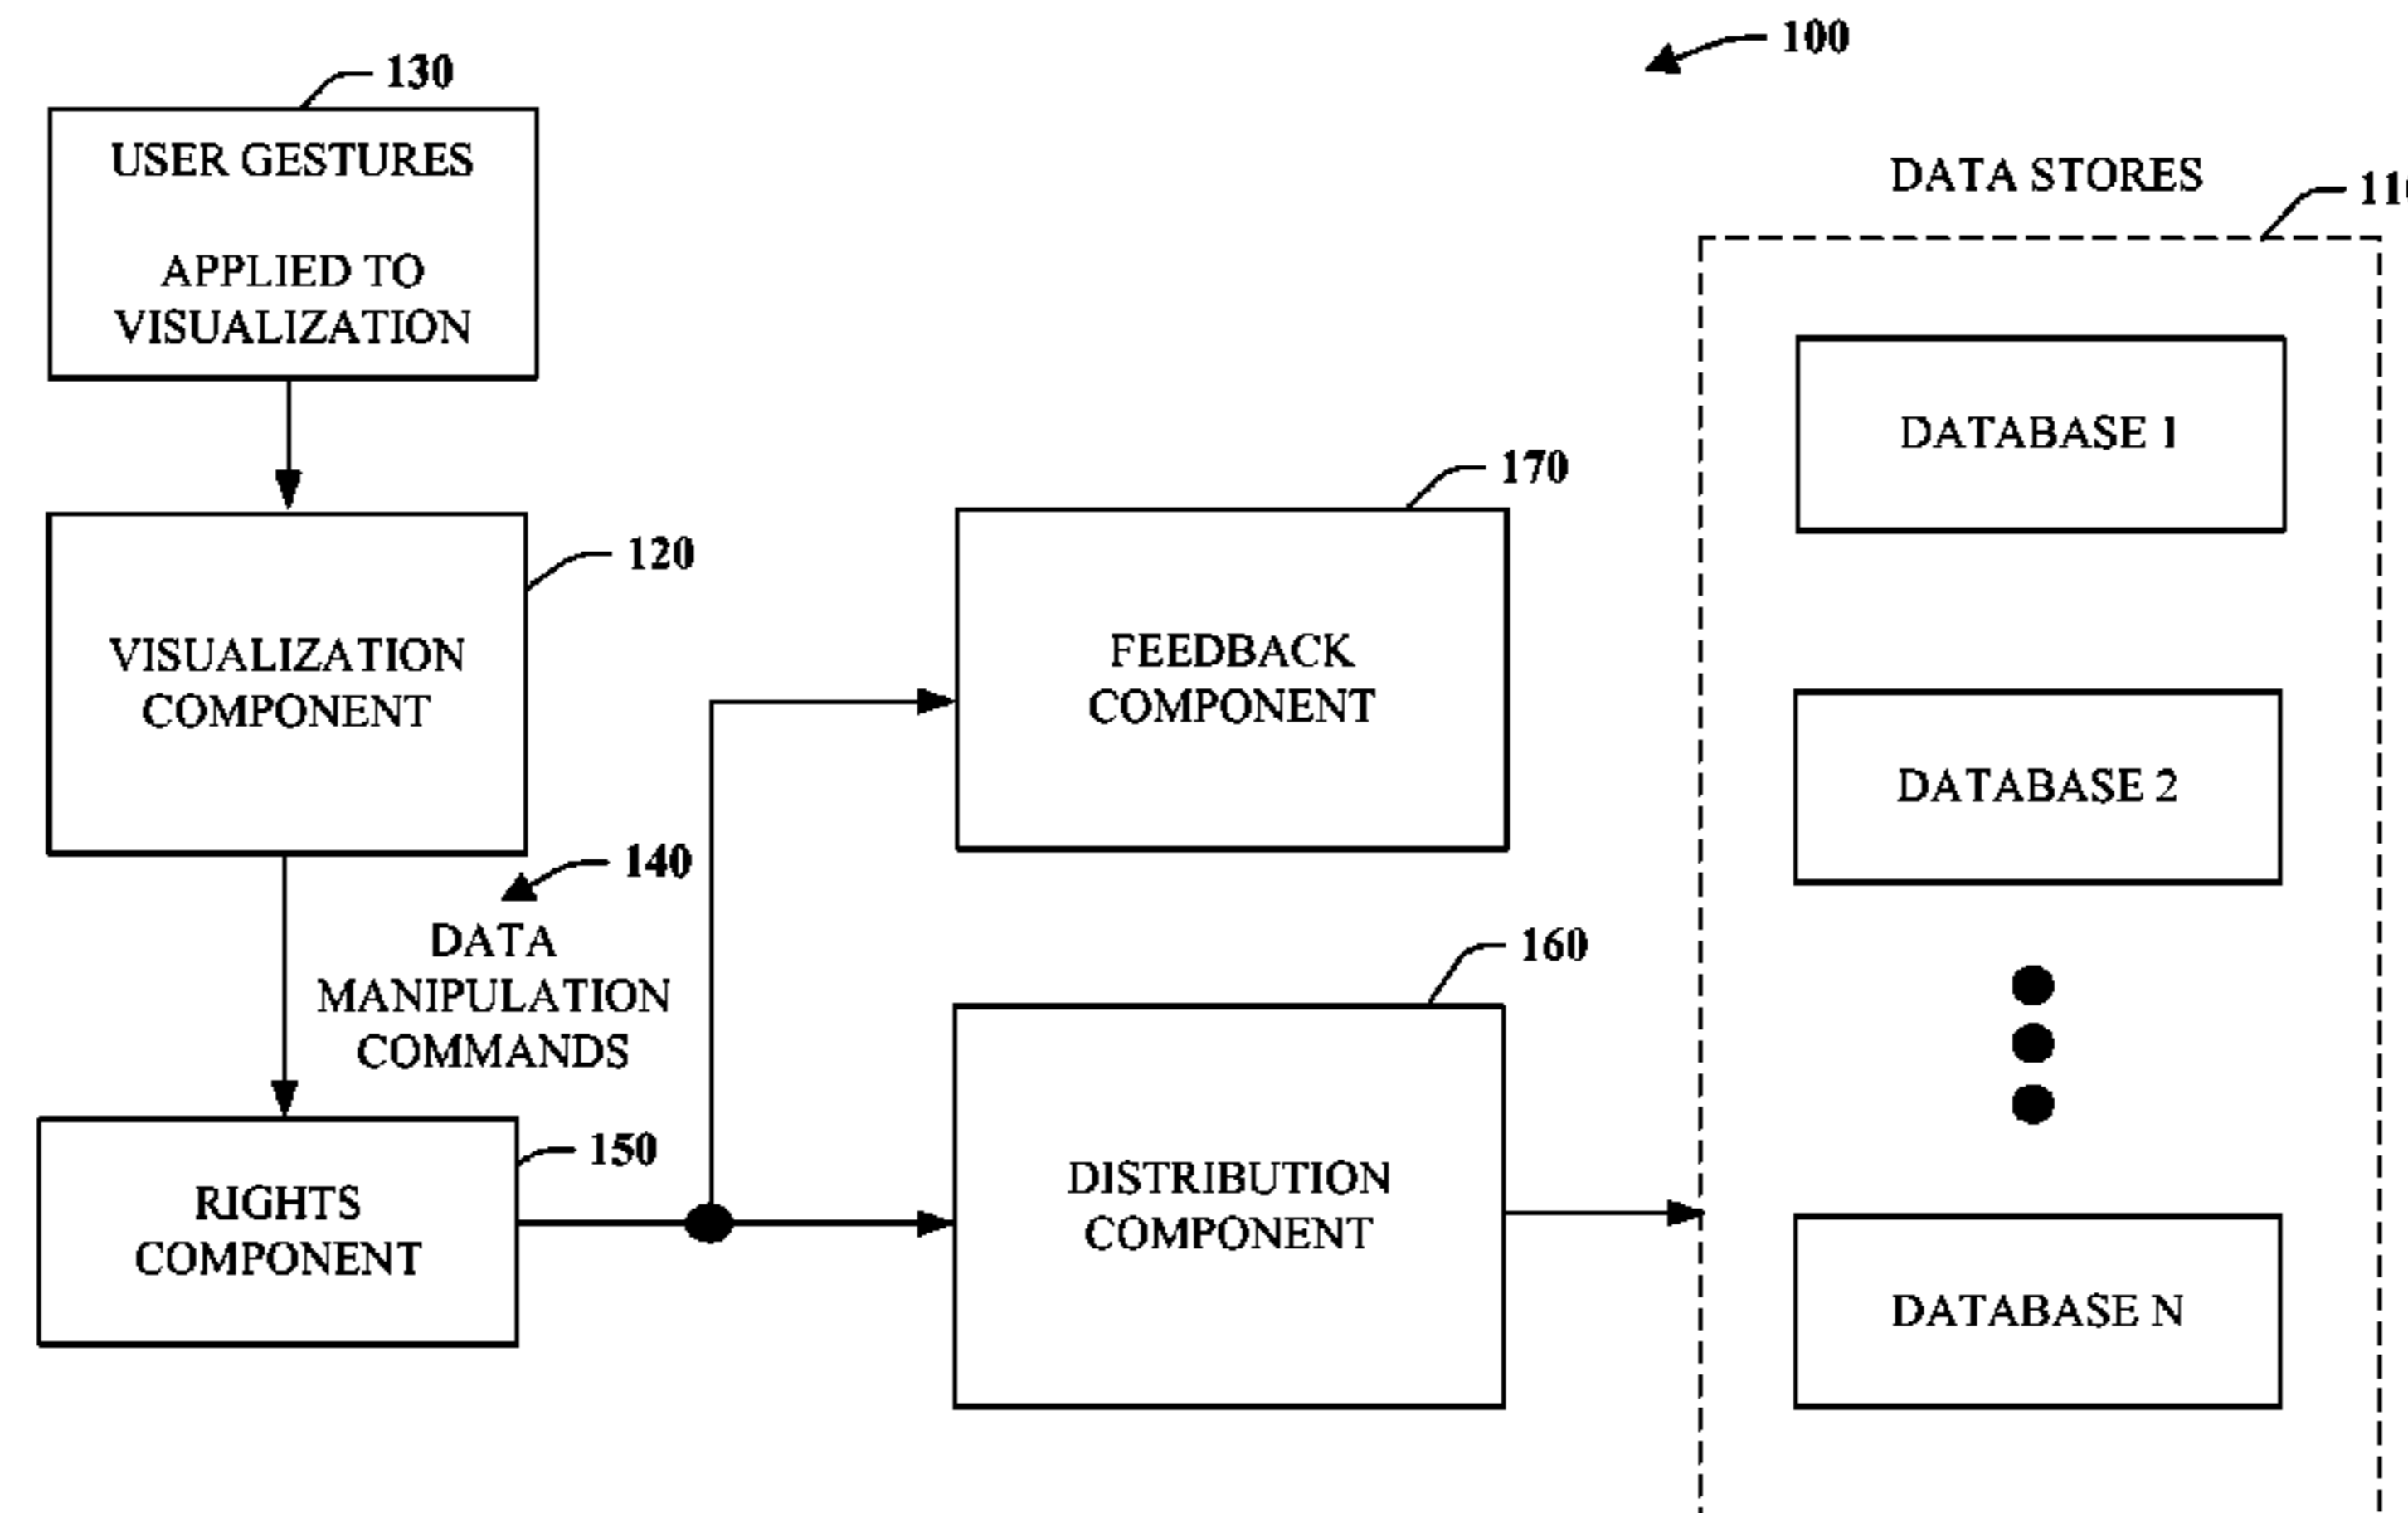 100
130
USER GESTURES
APPLIED TO
VISUALIZATION
DATA STORES
120
VISUALIZATION
COMPONENT
170
FEEDBACK
COMPONENT
DATABASE 1
DATABASE 2
140
DATA
MANIPULATION
COMMANDS
160
DISTRIBUTION
COMPONENT
150
RIGHTS
COMPONENT
DATABASE N